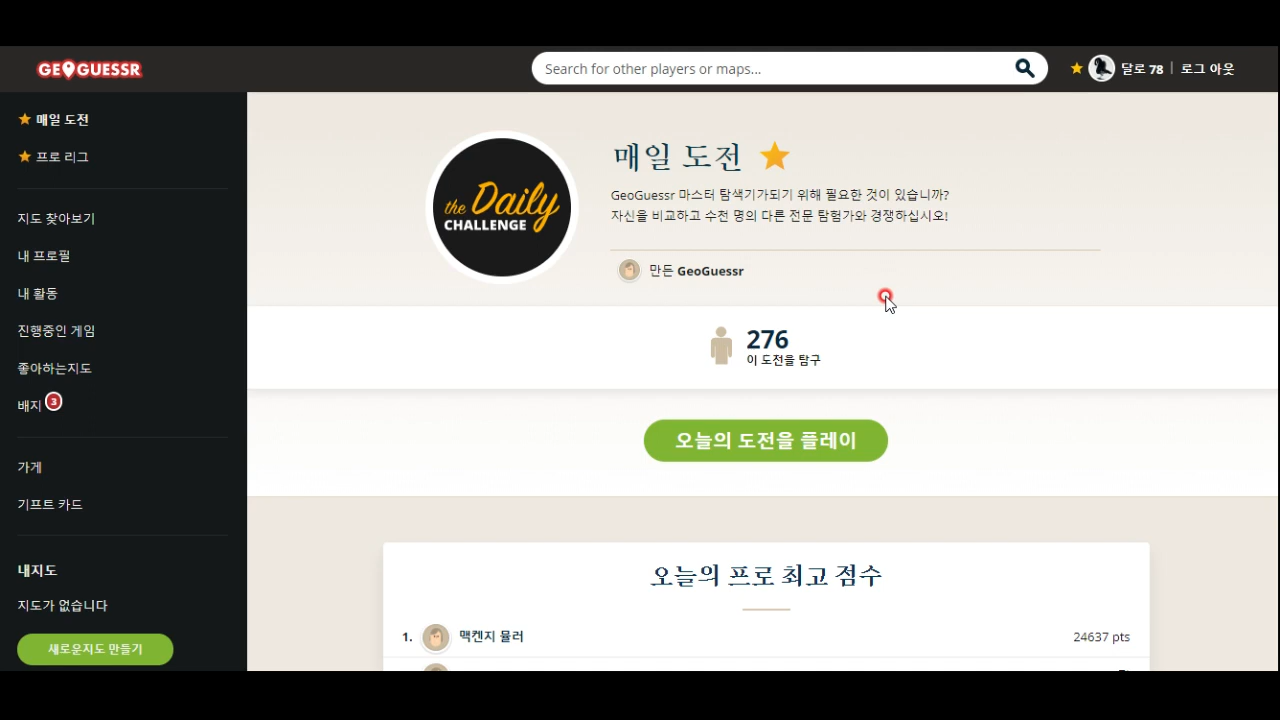 GEOGUESSR
Search for other players or maps...
달로 78 | 로그 아웃
매일 도전
프로 리그
지도 찾아보기
내 프로필
내 활동
진행중인 게임
좋아하는지도
배지 3
가게
기프트 카드
내지도
지도가 없습니다
새로운지도 만들기
the Daily
CHALLENGE
매일 도전
GeoGuessr 마스터 탐색기가되기 위해 필요한 것이 있습니까?
자신을 비교하고 수천 명의 다른 전문 탐험가와 경쟁하십시오!
만든 GeoGuessr
276
이 도전을 탐구
오늘의 도전을 플레이
오늘의 프로 최고 점수
1. 맥켄지 뮬러 24637 pts